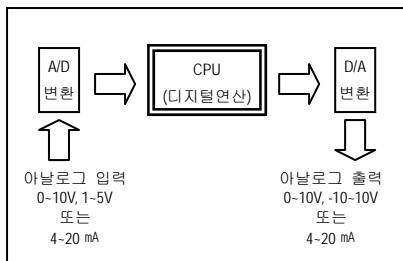 A/D
변환
CPU
(디지털연산)
D/A
변환
아날로그 입력
0~10V, 1~5V
또는
4~20 mA
아날로그 출력
0~10V, -10~10V
또는
4~20 mA